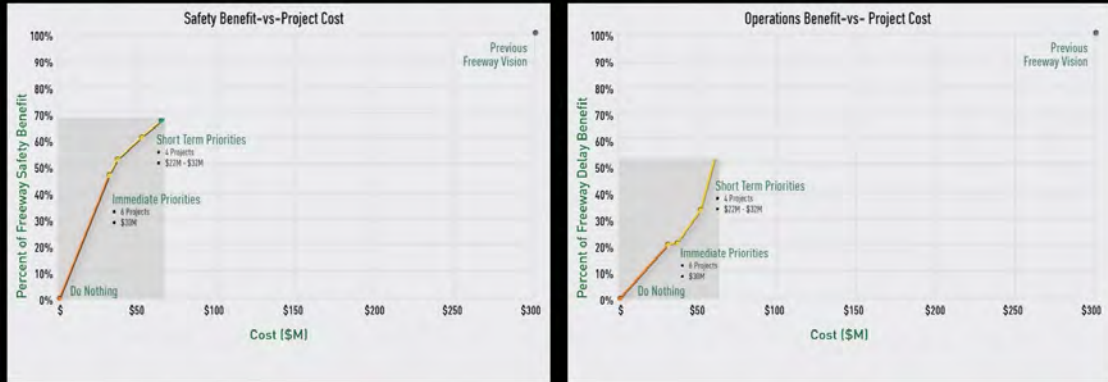 Safety Benefit-vs-Project Cost
Percent of Freeway Safety Benefit
100%
90%
80%
70%
60%
50%
40%
30%
20%
10%
0%
Previous
Freeway Vision
Short Term Priorities
• 4 Projects
• $22M - $32M
Immediate Priorities
• 6 Projects
• $30M
Do Nothing
$ $50 $100 $150 $200 $250 $300
Cost ($M)
Operations Benefit-vs- Project Cost
Percent of Freeway Delay Benefit
100%
90%
80%
70%
60%
50%
40%
30%
20%
10%
0%
Previous
Freeway Vision
Short Term Priorities
• 4 Projects
• $22M - $32M
Immediate Priorities
• 6 Projects
• $30M
Do Nothing
$ $50 $100 $150 $200 $250 $300
Cost ($M)